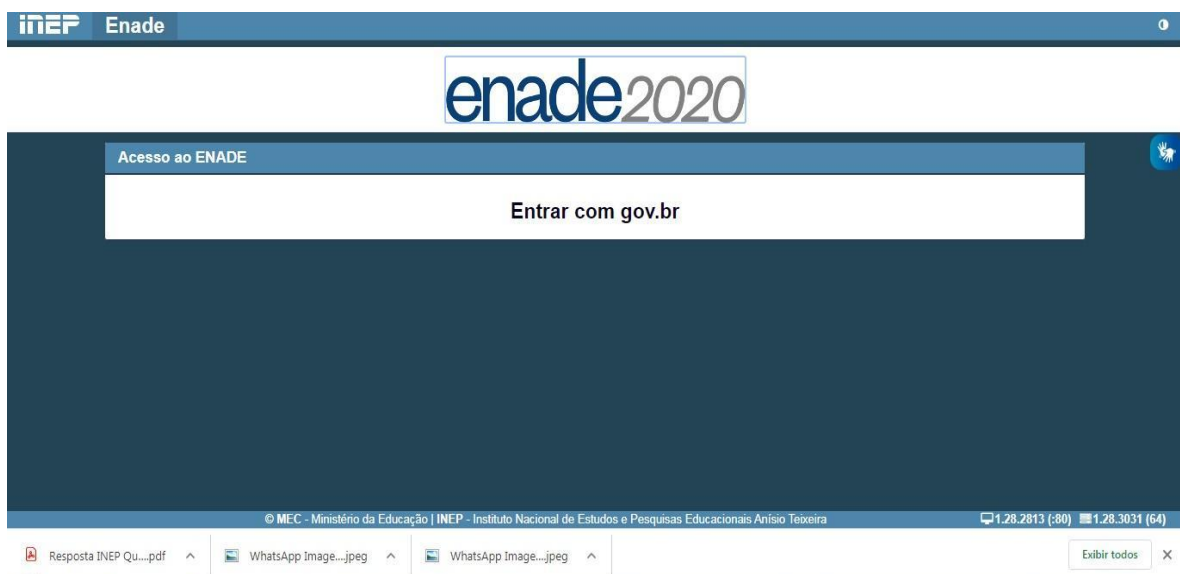 inep Enade
enade2020
Acesso ao ENADE
Entrar com gov.br
© MEC - Ministério da Educação | INEP - Instituto Nacional de Estudos e Pesquisas Educacionais Anísio Teixeira 1.28.2813 (:80) 1.28.3031 (64)
Resposta INEP Qu....pdf WhatsApp Image....jpeg WhatsApp Image....jpeg Exibir todos